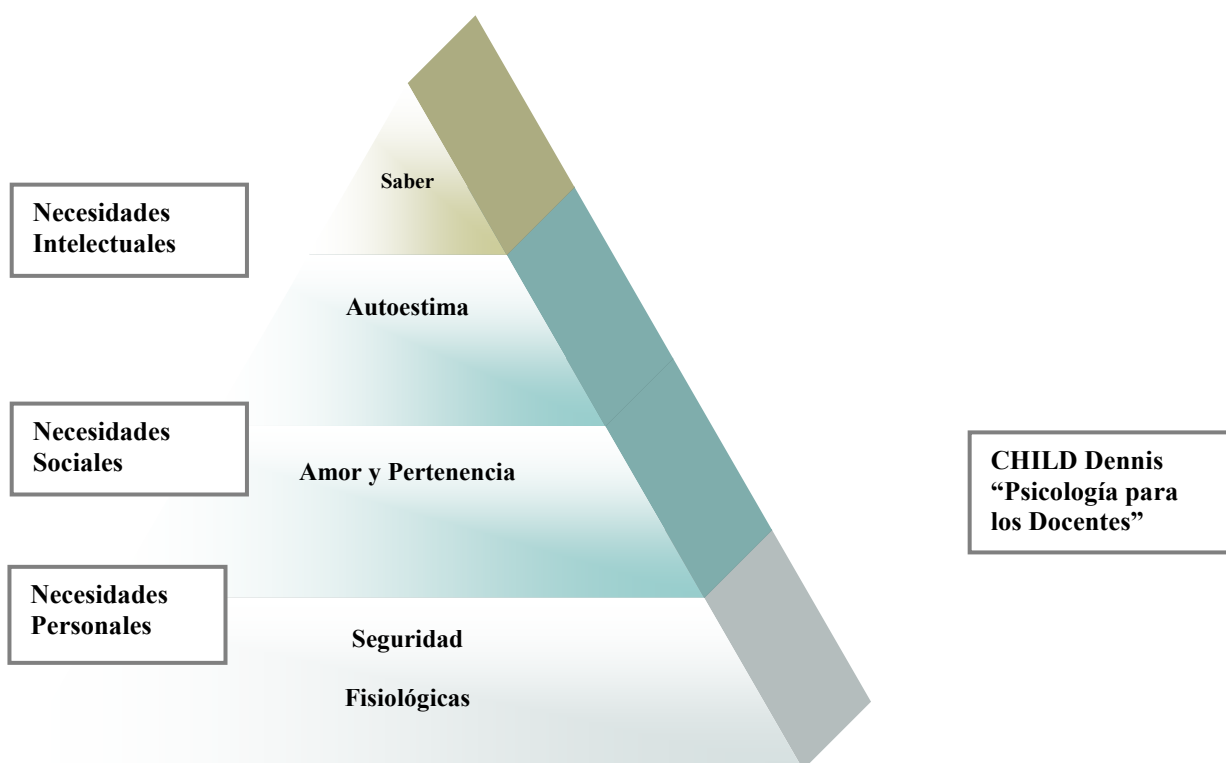 Saber
Necesidades
Intelectuales
Autoestima
Necesidades
Sociales
Amor y Pertenencia
CHILD Dennis
“Psicología para
los Docentes”
Necesidades
Personales
Seguridad
Fisiológicas